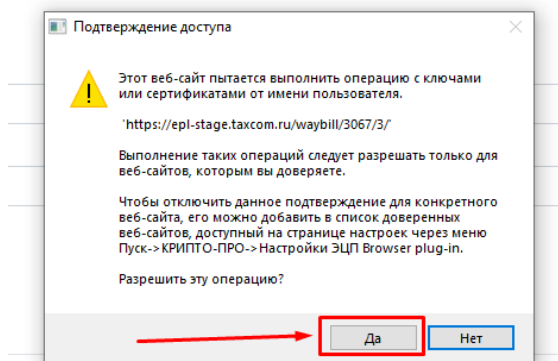 Подтверждение доступа
Этот веб-сайт пытается выполнить операцию с ключами
или сертификатами от имени пользователя.
'https://epl-stage.taxcom.ru/waybill/3067/3/'
Выполнение таких операций следует разрешать только для
веб-сайтов, которым вы доверяете.
Чтобы отключить данное подтверждение для конкретного
веб-сайта, его можно добавить в список доверенных
веб-сайтов, доступный на странице настроек через меню
Пуск->КРИПТО-ПРО->Настройки ЭЦП Browser plug-in.
Разрешить эту операцию?
Да Нет